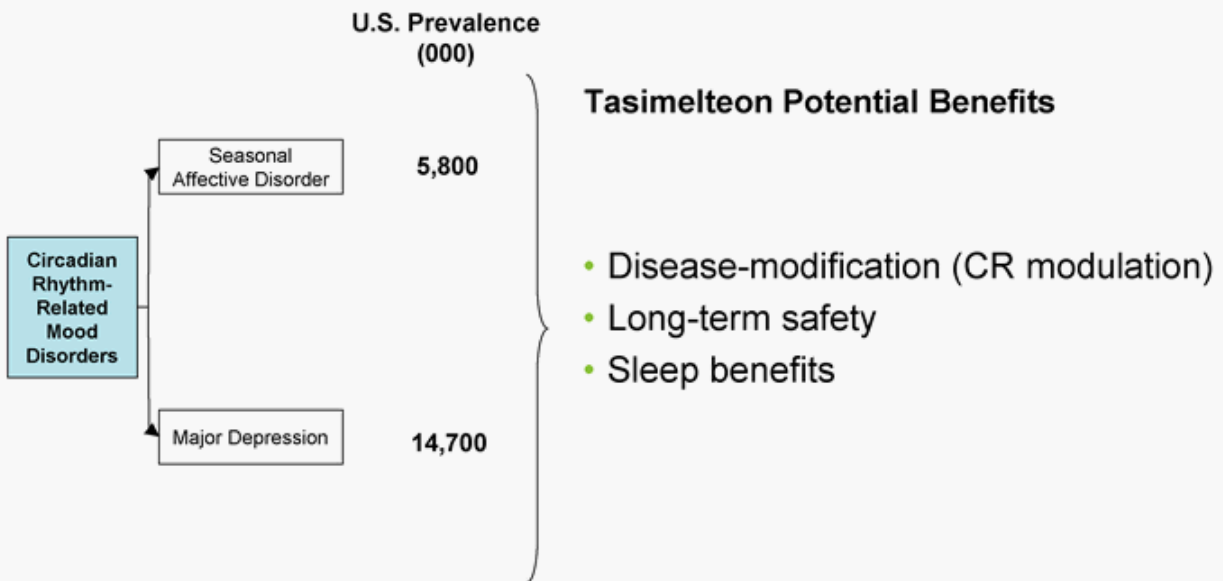 U.S. Prevalence
(000)
Tasimelteon Potential Benefits
Seasonal
Affective Disorder
5,800
Circadian
Rhythm-
Related
Mood
Disorders
• Disease-modification (CR modulation)
• Long-term safety
• Sleep benefits
Major Depression
14,700